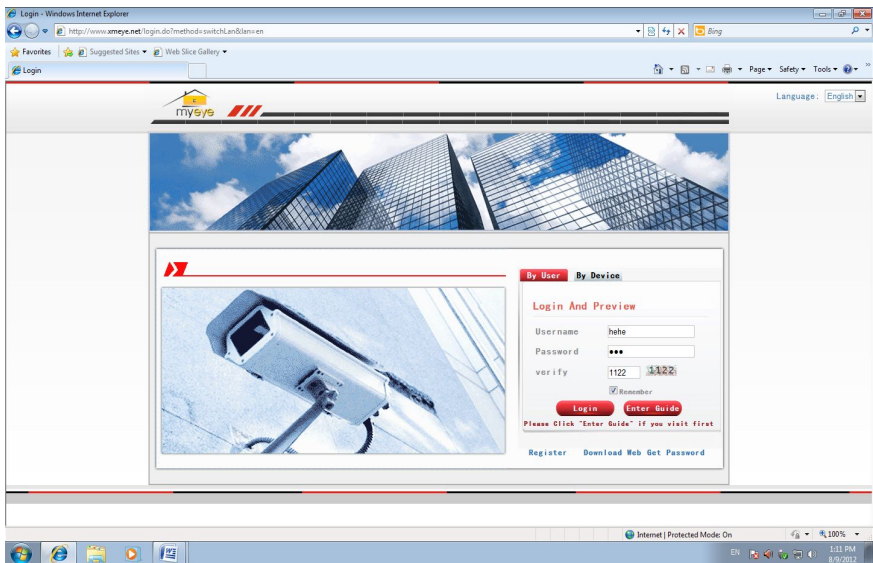 Login - Windows Internet Explorer
http://www.xmeye.net/login.do?method=switchLan&lan=en
Bing
Favorites Suggested Sites Web Slice Gallery
Login
Page Safety Tools
Language: English
myeye
By User By Device
Login And Preview
Username hehe
Password
verify 1122 1122
Remember
Login Enter Guide
Please Click "Enter Guide" if you visit first
Register Download Web Get Password
Internet | Protected Mode: On 100%
EN 1:11 PM
8/9/2012